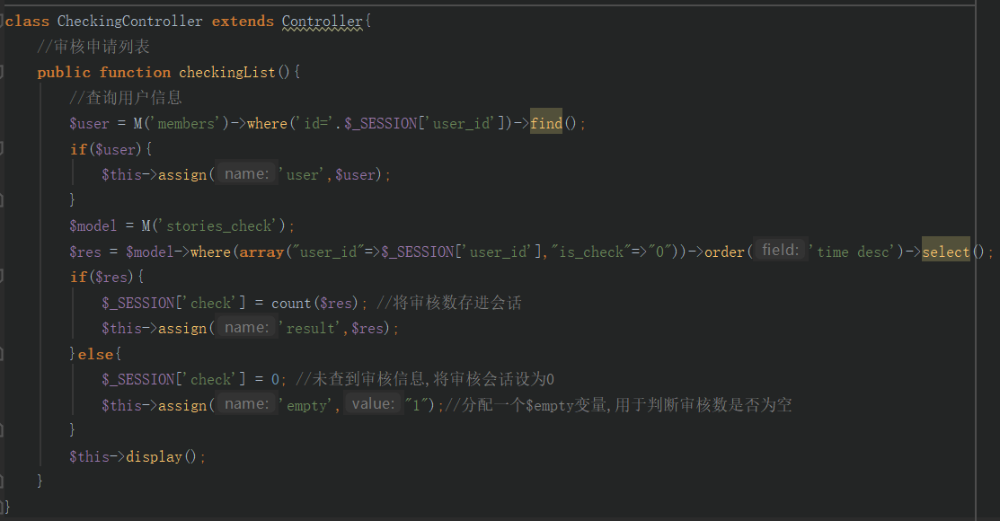 class CheckingController extends Controller{
//审核申请列表
public function checkingList(){
//查询用户信息
$user = M('members')->where('id='.$_SESSION['user_id'])->find();
if($user){
$this->assign( name: 'user',$user);
}
$model = M('stories_check');
$res = $model->where(array("user_id"=>$_SESSION['user_id'],"is_check"=>"0"))->order( field: 'time desc')->select();
if($res){
$_SESSION['check'] = count($res); //将审核数存进会话
$this->assign( name: 'result',$res);
}else{
$_SESSION['check'] = 0; //未查到审核信息,将审核会话设为0
$this->assign( name: 'empty', value: "1");//分配一个$empty变量,用于判断审核数是否为空
}
$this->display();
}
}